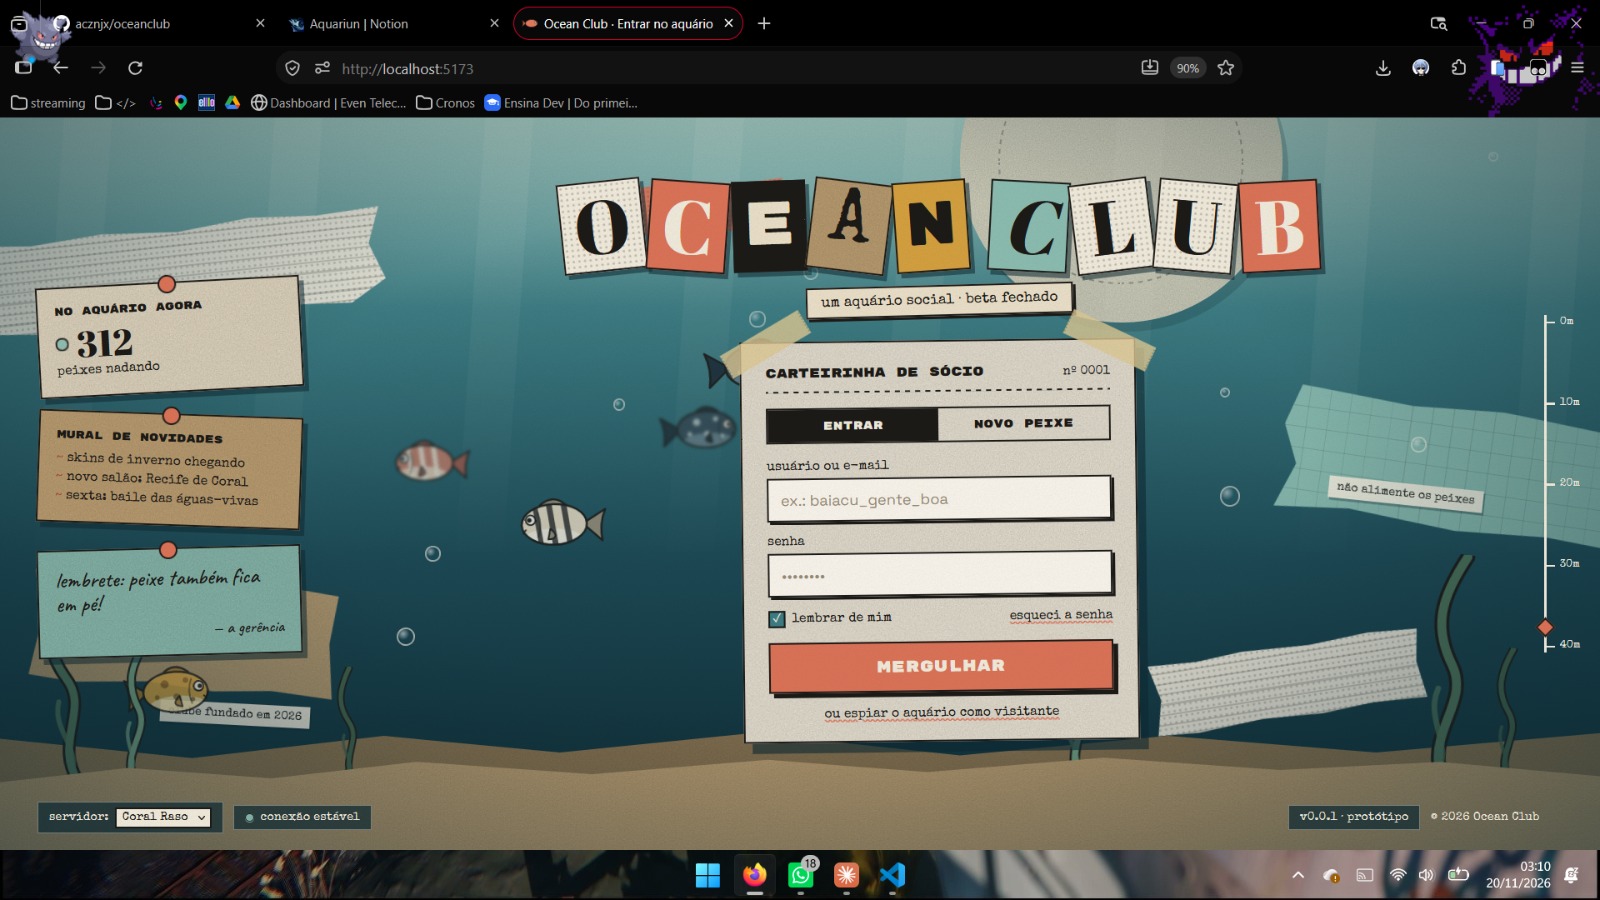 acznjx/oceanclub
Aquariun | Notion
Ocean Club · Entrar no aquário
http://localhost:5173
90%
streaming
</>
ollo
Dashboard | Even Telec...
Cronos
Ensina Dev | Do primei...
OCEAN CLUB
um aquário social · beta fechado
NO AQUÁRIO AGORA
312
peixes nadando
MURAL DE NOVIDADES
~ skins de inverno chegando
~ novo salão: Recife de Coral
~ sexta: baile das águas-vivas
lembrete: peixe também fica
em pé!
— a gerência
clube fundado em 2026
CARTEIRINHA DE SÓCIO
nº 0001
ENTRAR
NOVO PEIXE
usuário ou e-mail
ex.: baiacu_gente_boa
senha
••••••••
lembrar de mim
esqueci a senha
MERGULHAR
ou espiar o aquário como visitante
não alimente os peixes
0m
10m
20m
30m
40m
servidor:
Coral Raso
conexão estável
v0.0.1 · protótipo
© 2026 Ocean Club
18
03:10
20/11/2026